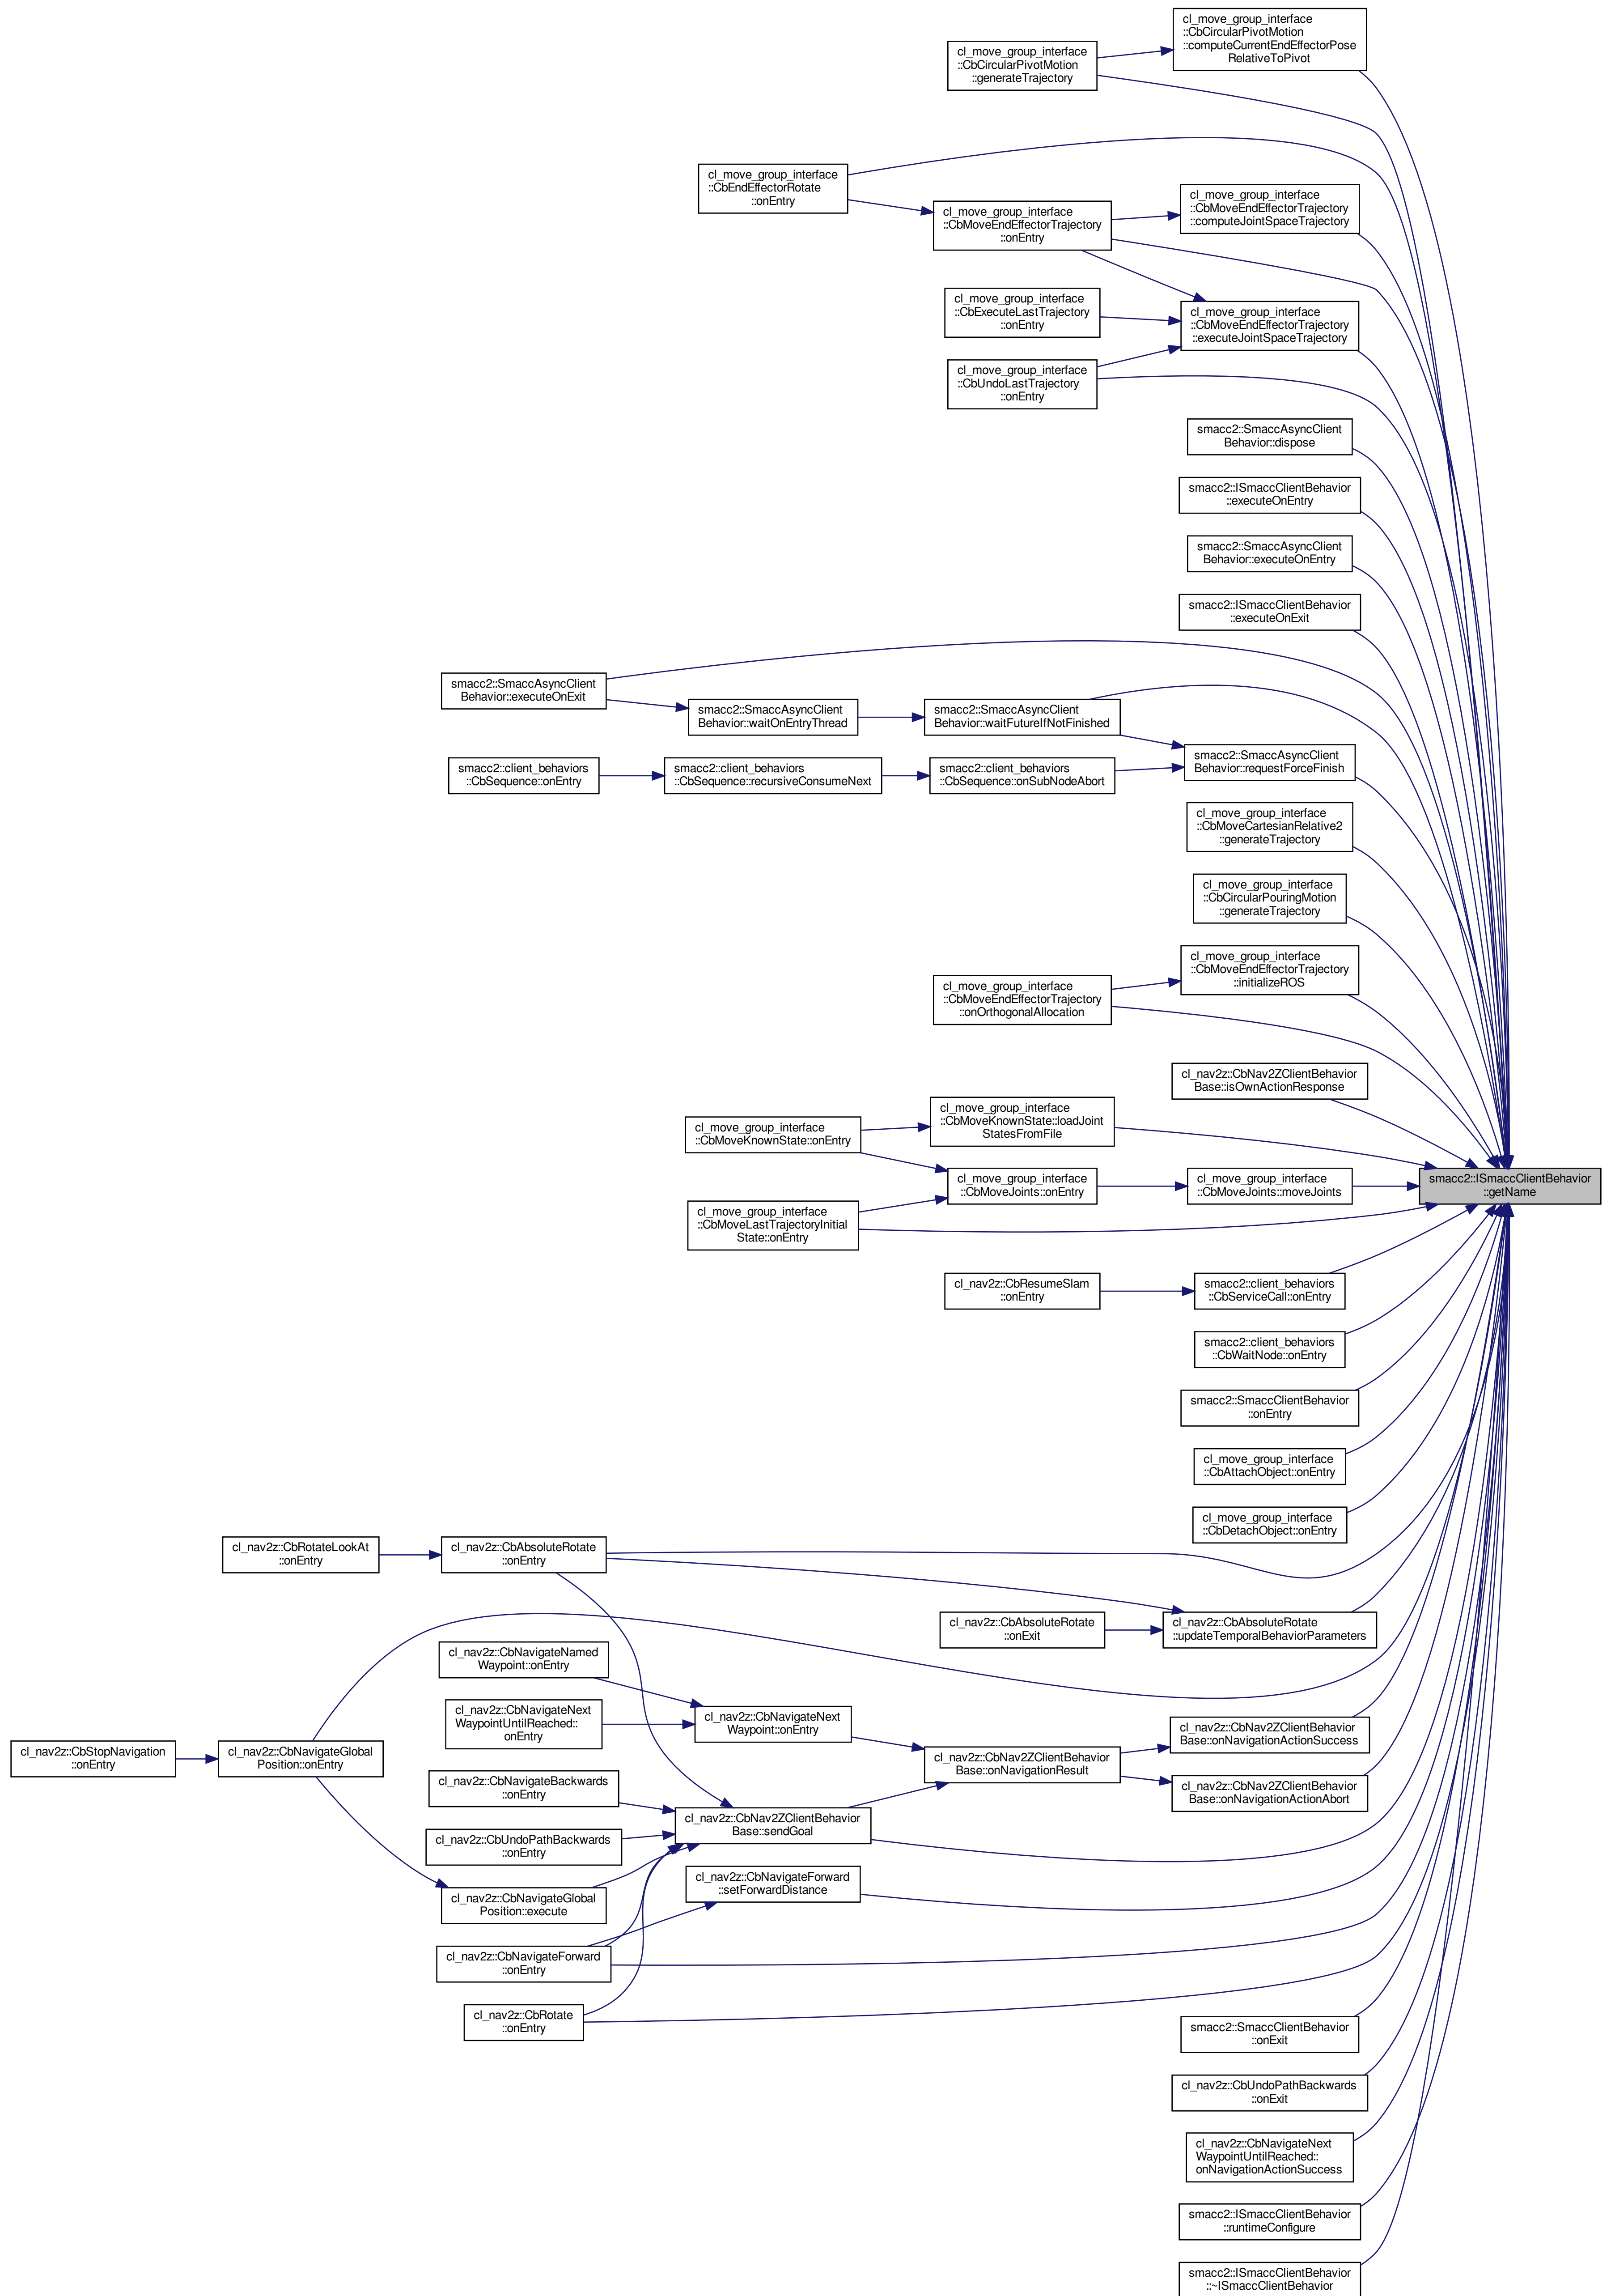 cl_move_group_interface
::CbCircularPivotMotion
::computeCurrentEndEffectorPose
RelativeToPivot
cl_move_group_interface
::CbCircularPivotMotion
::generateTrajectory
cl_move_group_interface
::CbEndEffectorRotate
::onEntry
cl_move_group_interface
::CbMoveEndEffectorTrajectory
::computeJointSpaceTrajectory
cl_move_group_interface
::CbMoveEndEffectorTrajectory
::onEntry
cl_move_group_interface
::CbExecuteLastTrajectory
::onEntry
cl_move_group_interface
::CbMoveEndEffectorTrajectory
::executeJointSpaceTrajectory
cl_move_group_interface
::CbUndoLastTrajectory
::onEntry
smacc2::SmaccAsyncClient
Behavior::dispose
smacc2::ISmaccClientBehavior
::executeOnEntry
smacc2::SmaccAsyncClient
Behavior::executeOnEntry
smacc2::ISmaccClientBehavior
::executeOnExit
smacc2::SmaccAsyncClient
Behavior::executeOnExit
smacc2::SmaccAsyncClient
Behavior::waitOnEntryThread
smacc2::SmaccAsyncClient
Behavior::waitFutureIfNotFinished
smacc2::SmaccAsyncClient
Behavior::requestForceFinish
smacc2::client_behaviors
::CbSequence::onEntry
smacc2::client_behaviors
::CbSequence::recursiveConsumeNext
smacc2::client_behaviors
::CbSequence::onSubNodeAbort
cl_move_group_interface
::CbMoveCartesianRelative2
::generateTrajectory
cl_move_group_interface
::CbCircularPouringMotion
::generateTrajectory
cl_move_group_interface
::CbMoveEndEffectorTrajectory
::initializeROS
cl_move_group_interface
::CbMoveEndEffectorTrajectory
::onOrthogonalAllocation
cl_nav2z::CbNav2ZClientBehavior
Base::isOwnActionResponse
cl_move_group_interface
::CbMoveKnownState::loadJoint
StatesFromFile
cl_move_group_interface
::CbMoveKnownState::onEntry
cl_move_group_interface
::CbMoveJoints::onEntry
cl_move_group_interface
::CbMoveJoints::moveJoints
smacc2::ISmaccClientBehavior
::getName
cl_move_group_interface
::CbMoveLastTrajectoryInitial
State::onEntry
cl_nav2z::CbResumeSlam
::onEntry
smacc2::client_behaviors
::CbServiceCall::onEntry
smacc2::client_behaviors
::CbWaitNode::onEntry
smacc2::SmaccClientBehavior
::onEntry
cl_move_group_interface
::CbAttachObject::onEntry
cl_move_group_interface
::CbDetachObject::onEntry
cl_nav2z::CbRotateLookAt
::onEntry
cl_nav2z::CbAbsoluteRotate
::onEntry
cl_nav2z::CbAbsoluteRotate
::onExit
cl_nav2z::CbAbsoluteRotate
::updateTemporalBehaviorParameters
cl_nav2z::CbNavigateNamed
Waypoint::onEntry
cl_nav2z::CbNavigateNext
WaypointUntilReached::
onEntry
cl_nav2z::CbNavigateNext
Waypoint::onEntry
cl_nav2z::CbNav2ZClientBehavior
Base::onNavigationActionSuccess
cl_nav2z::CbStopNavigation
::onEntry
cl_nav2z::CbNavigateGlobal
Position::onEntry
cl_nav2z::CbNav2ZClientBehavior
Base::onNavigationResult
cl_nav2z::CbNavigateBackwards
::onEntry
cl_nav2z::CbNav2ZClientBehavior
Base::onNavigationActionAbort
cl_nav2z::CbNav2ZClientBehavior
Base::sendGoal
cl_nav2z::CbUndoPathBackwards
::onEntry
cl_nav2z::CbNavigateForward
::setForwardDistance
cl_nav2z::CbNavigateGlobal
Position::execute
cl_nav2z::CbNavigateForward
::onEntry
cl_nav2z::CbRotate
::onEntry
smacc2::SmaccClientBehavior
::onExit
cl_nav2z::CbUndoPathBackwards
::onExit
cl_nav2z::CbNavigateNext
WaypointUntilReached::
onNavigationActionSuccess
smacc2::ISmaccClientBehavior
::runtimeConfigure
smacc2::ISmaccClientBehavior
::~ISmaccClientBehavior